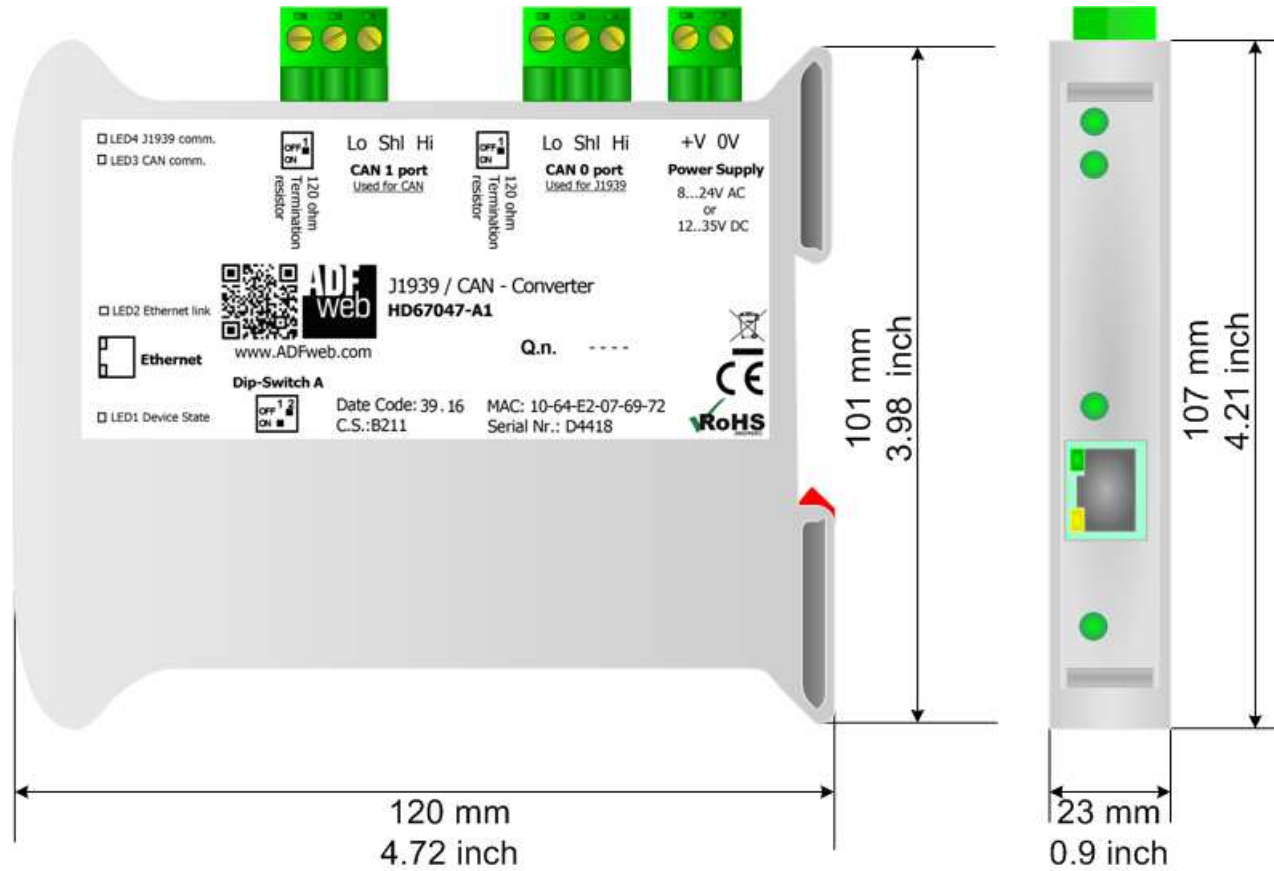 LED4 J1939 comm.
LED3 CAN comm.
OFF 1
ON
120 ohm
Termination
resistor
Lo Shl Hi
CAN 1 port
Used for CAN
OFF 1
ON
120 ohm
Termination
resistor
Lo Shl Hi
CAN 0 port
Used for J1939
+V 0V
Power Supply
8...24V AC
or
12..35V DC
ADF
web
www.ADFweb.com
J1939 / CAN - Converter
HD67047-A1
LED2 Ethernet link
Ethernet
Q.n. ----
CE
Dip-Switch A
OFF 1 2
ON
LED1 Device State
Date Code: 39.16
C.S.:B211
MAC: 10-64-E2-07-69-72
Serial Nr.: D4418
RoHS
101 mm
3.98 inch
107 mm
4.21 inch
120 mm
4.72 inch
23 mm
0.9 inch